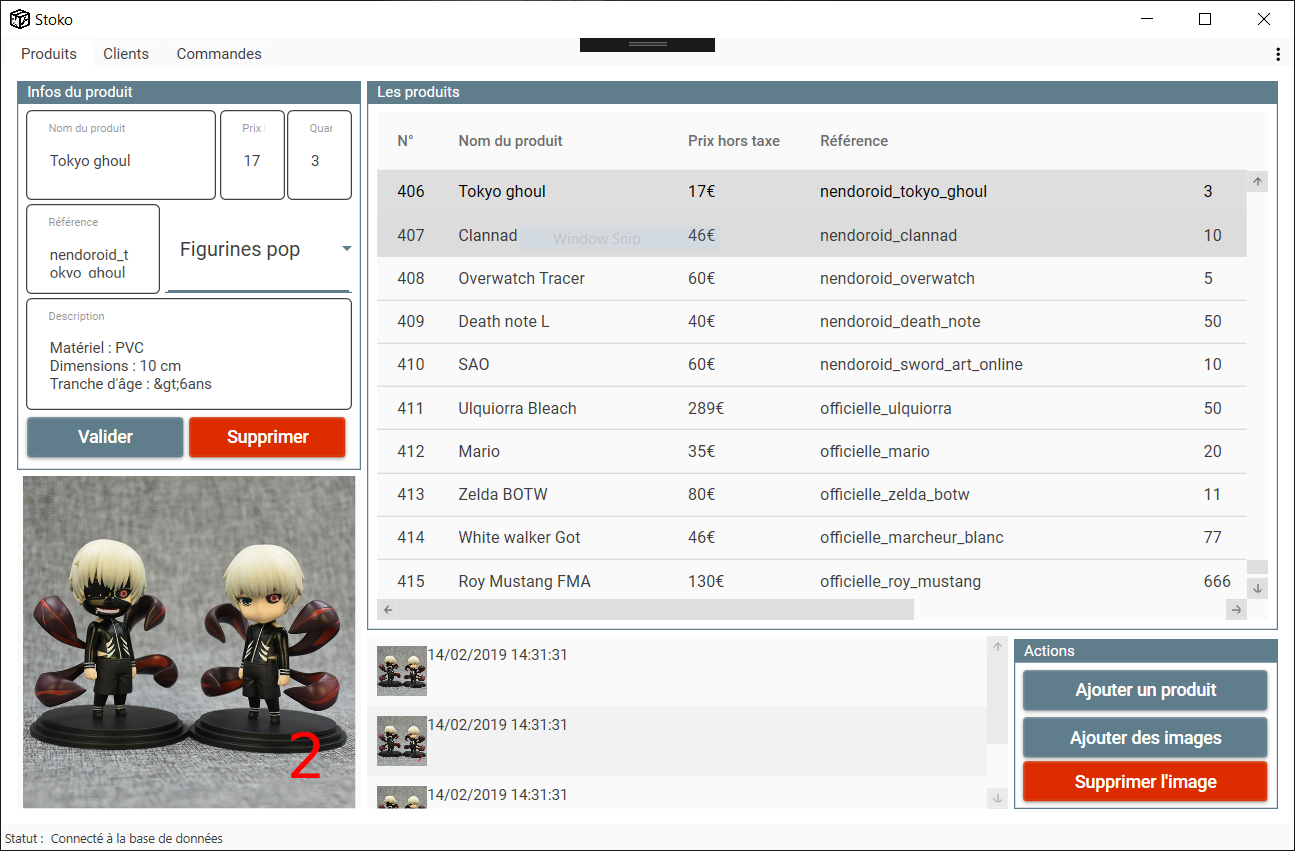 Stoko
Produits Clients Commandes
Infos du produit
Nom du produit
Tokyo ghoul
Prix
17
Quar
3
Référence
nendoroid_t
okyo_ghoul
Figurines pop
Description
Matériel : PVC
Dimensions : 10 cm
Tranche d'âge : &gt;6ans
Valider Supprimer
2
Les produits
N° Nom du produit Prix hors taxe Référence
406 Tokyo ghoul 17€ nendoroid_tokyo_ghoul 3
407 Clannad 46€ nendoroid_clannad 10
Window Snip
408 Overwatch Tracer 60€ nendoroid_overwatch 5
409 Death note L 40€ nendoroid_death_note 50
410 SAO 60€ nendoroid_sword_art_online 10
411 Ulquiorra Bleach 289€ officielle_ulquiorra 50
412 Mario 35€ officielle_mario 20
413 Zelda BOTW 80€ officielle_zelda_botw 11
414 White walker Got 46€ officielle_marcheur_blanc 77
415 Roy Mustang FMA 130€ officielle_roy_mustang 666
14/02/2019 14:31:31
14/02/2019 14:31:31
14/02/2019 14:31:31
Actions
Ajouter un produit
Ajouter des images
Supprimer l'image
Statut : Connecté à la base de données